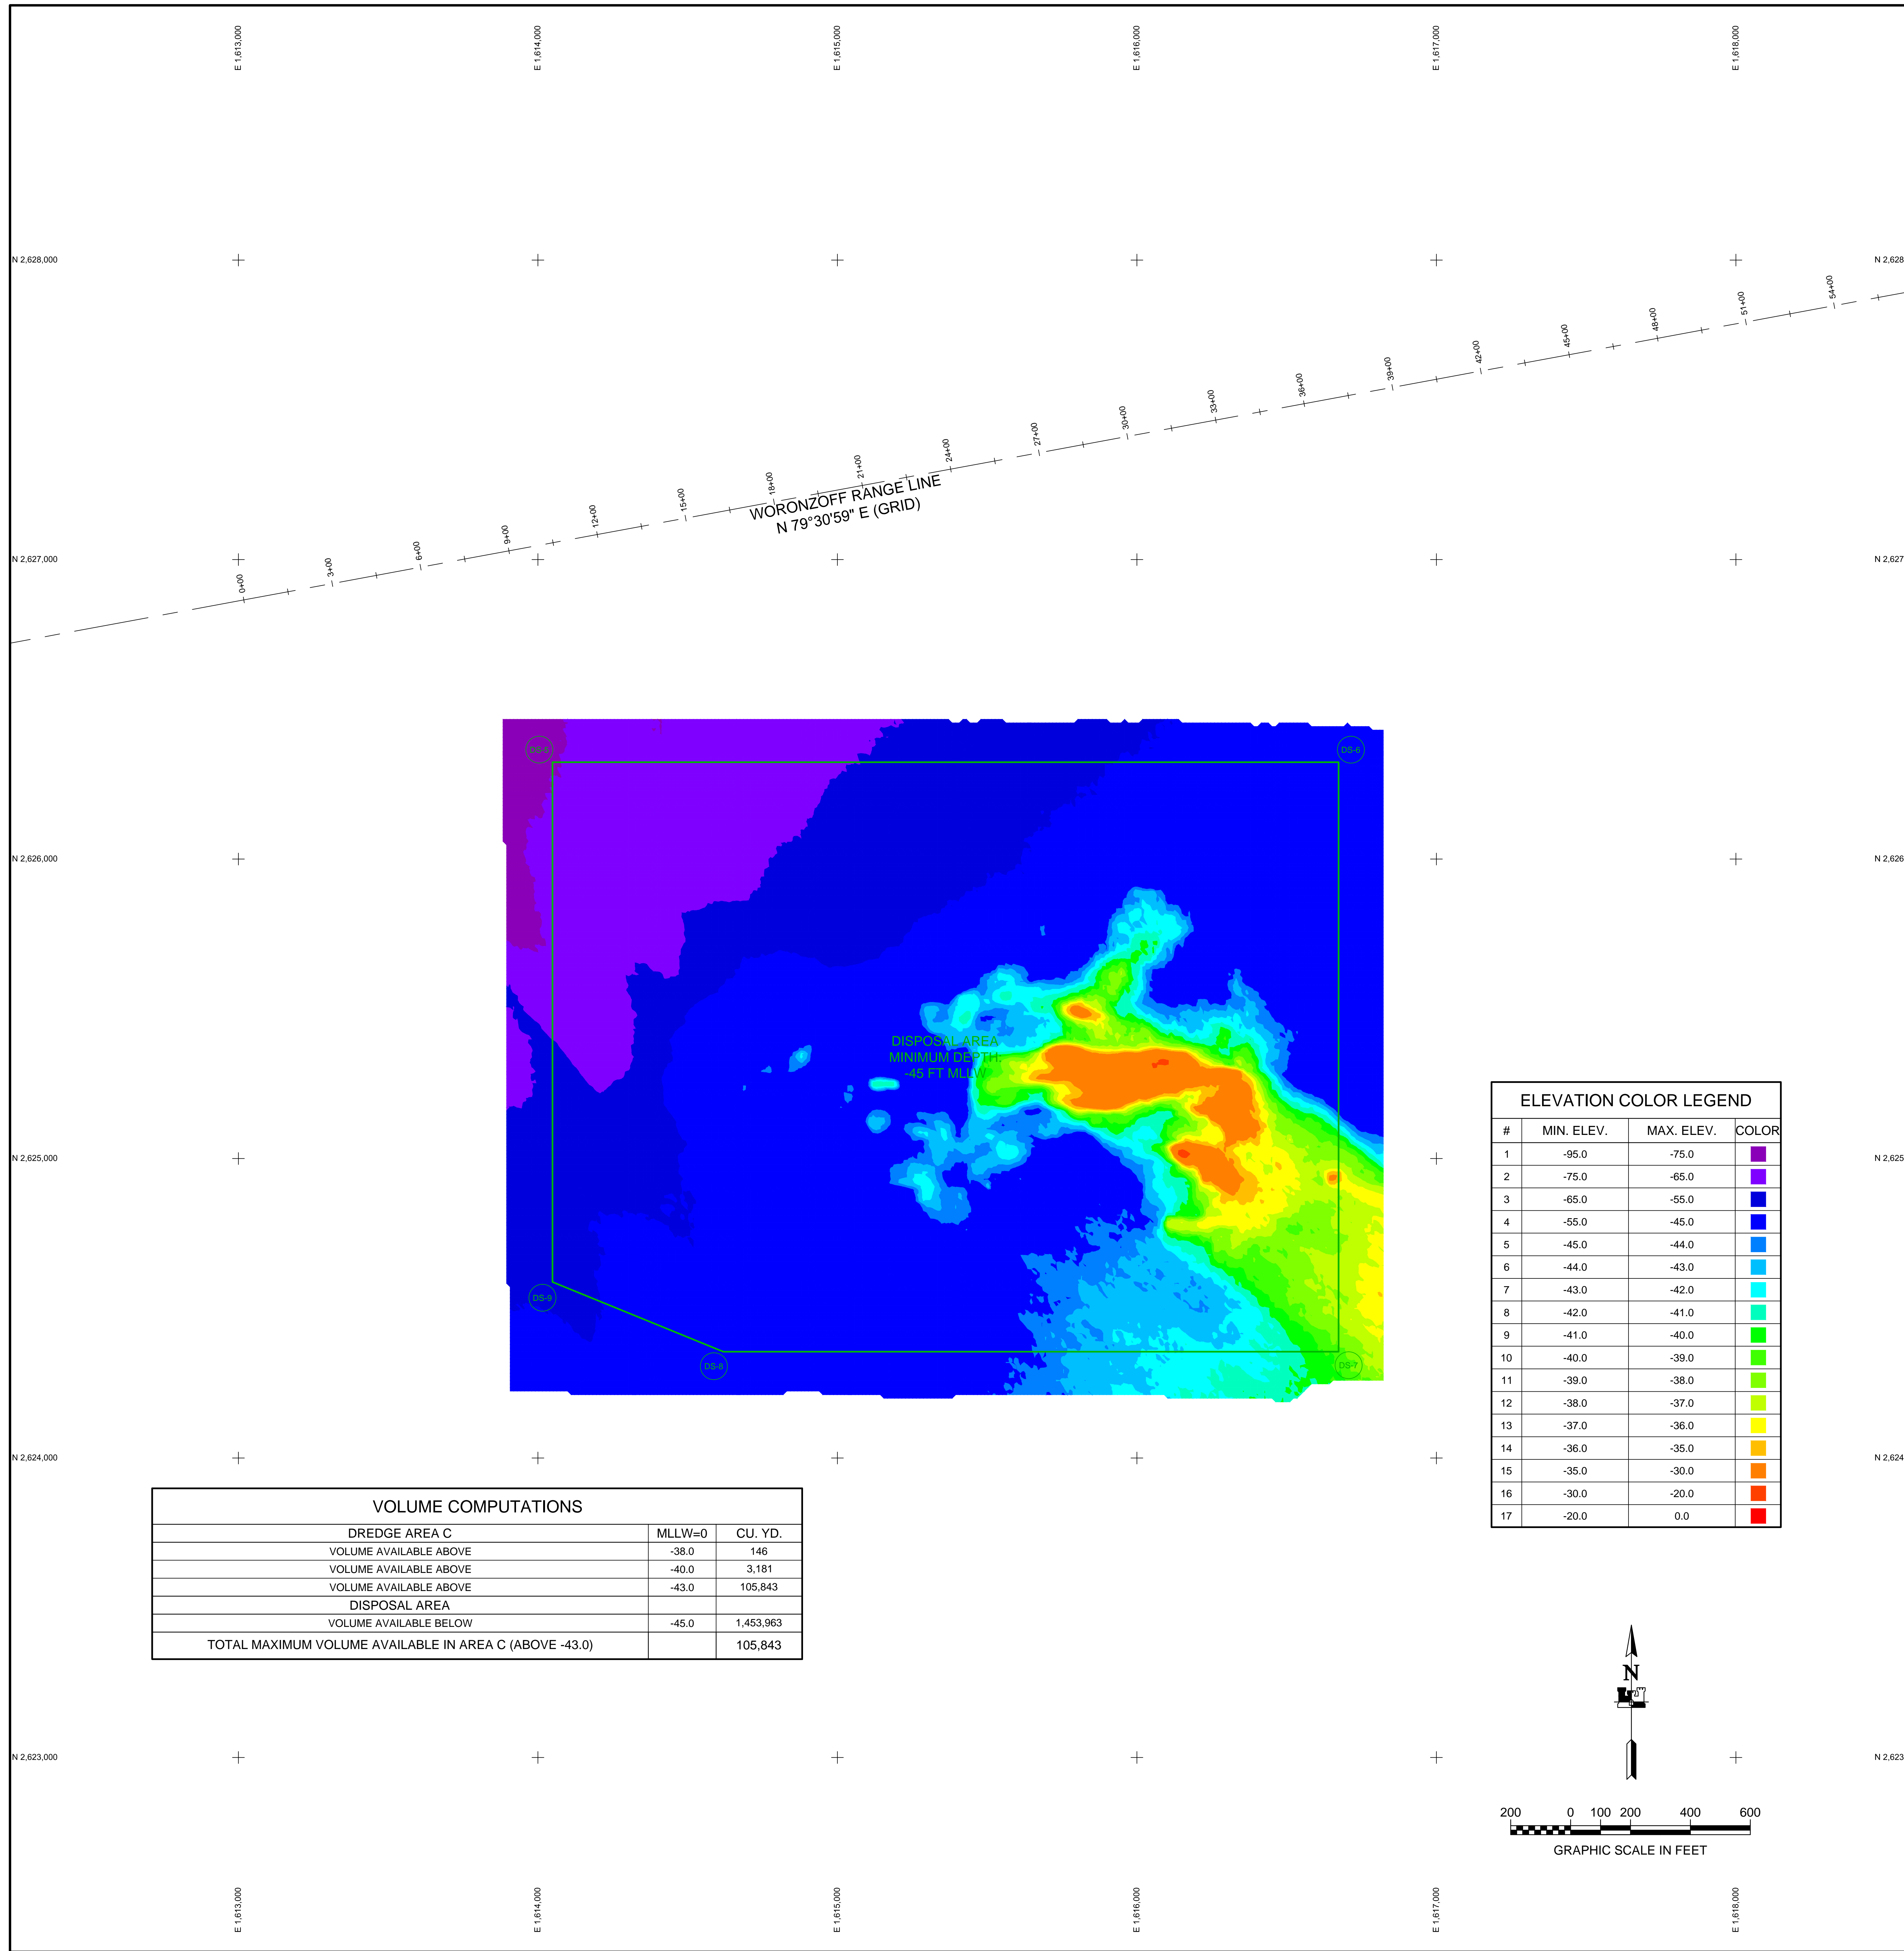 E 1,613,000
E 1,614,000
E 1,615,000
E 1,616,000
E 1,617,000
E 1,618,000
N 2,628,000
N 2,628
0+00
3+00
6+00
9+00
12+00
15+00
18+00
21+00
24+00
27+00
30+00
33+00
36+00
39+00
42+00
45+00
48+00
51+00
54+00
WORONZOFF RANGE LINE
N 79°30'59" E (GRID)
N 2,627,000
N 2,627
DS-5
DS-6
N 2,626,000
N 2,626
DISPOSAL AREA
MINIMUM DEPTH:
-45 FT MLLW
N 2,625,000
N 2,625
DS-9
DS-8
DS-7
ELEVATION COLOR LEGEND
# MIN. ELEV. MAX. ELEV. COLOR
1 -95.0 -75.0
2 -75.0 -65.0
3 -65.0 -55.0
4 -55.0 -45.0
5 -45.0 -44.0
6 -44.0 -43.0
7 -43.0 -42.0
8 -42.0 -41.0
9 -41.0 -40.0
10 -40.0 -39.0
11 -39.0 -38.0
12 -38.0 -37.0
13 -37.0 -36.0
14 -36.0 -35.0
15 -35.0 -30.0
16 -30.0 -20.0
17 -20.0 0.0
N 2,624,000
N 2,624
VOLUME COMPUTATIONS
DREDGE AREA C MLLW=0 CU. YD.
VOLUME AVAILABLE ABOVE -38.0 146
VOLUME AVAILABLE ABOVE -40.0 3,181
VOLUME AVAILABLE ABOVE -43.0 105,843
DISPOSAL AREA
VOLUME AVAILABLE BELOW -45.0 1,453,963
TOTAL MAXIMUM VOLUME AVAILABLE IN AREA C (ABOVE -43.0) 105,843
N
N 2,623,000
N 2,623
200 0 100 200 400 600
GRAPHIC SCALE IN FEET
E 1,613,000
E 1,614,000
E 1,615,000
E 1,616,000
E 1,617,000
E 1,618,000